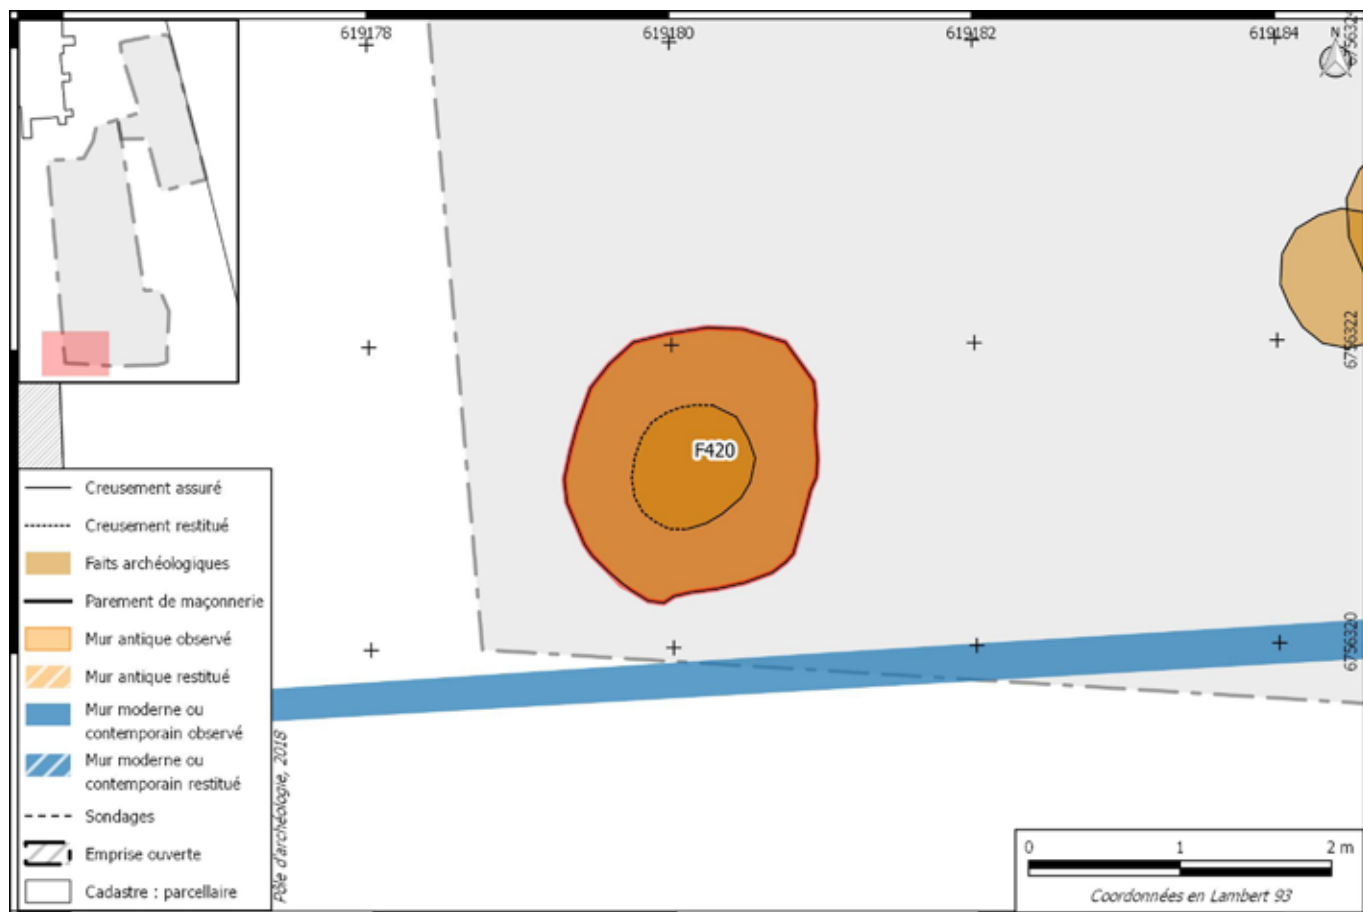 619178
619180
619182
619184
6756324
N
6756322
F420
6756320
Creusement assuré
Creusement restitué
Faits archéologiques
Parement de maçonnerie
Mur antique observé
Mur antique restitué
Mur moderne ou
contemporain observé
Mur moderne ou
contemporain restitué
Sondages
Emprise ouverte
Cadastre : parcellaire
Pôle d'archéologie, 2018
0 1 2 m
Coordonnées en Lambert 93